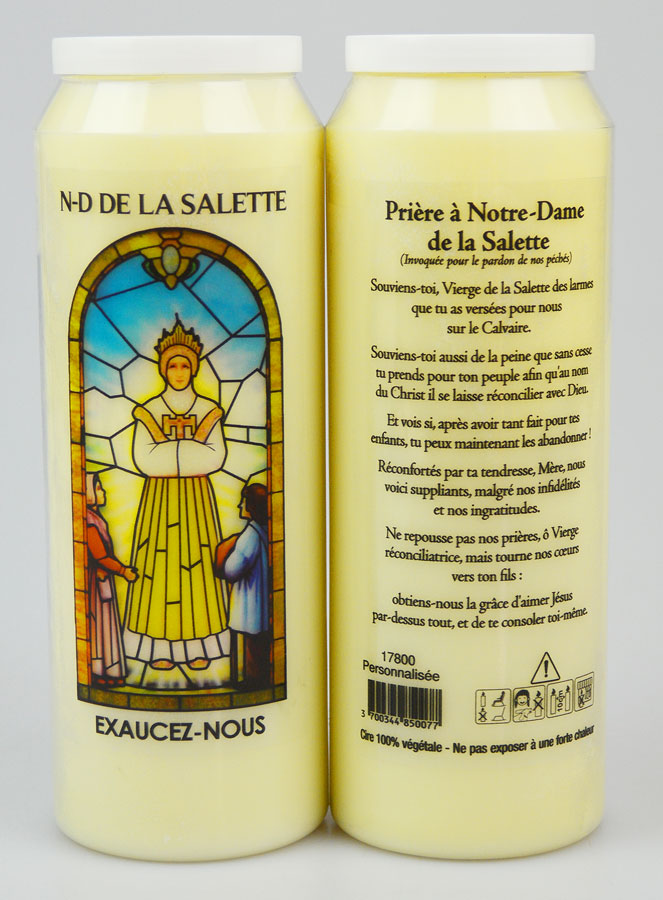 N-D DE LA SALETTE
EXAUCEZ-NOUS
Prière à Notre-Dame
de la Salette
(Invoquée pour le pardon de nos péchés)
Souviens-toi, Vierge de la Salette des larmes
que tu as versées pour nous
sur le Calvaire.
Souviens-toi aussi de la peine que sans cesse
tu prends pour ton peuple afin qu'au nom
du Christ il se laisse réconcilier avec Dieu.
Et vois si, après avoir tant fait pour tes
enfants, tu peux maintenant les abandonner !
Réconfortés par ta tendresse, Mère, nous
voici suppliants, malgré nos infidélités
et nos ingratitudes.
Ne repousse pas nos prières, ô Vierge
réconciliatrice, mais tourne nos cœurs
vers ton fils :
obtiens-nous la grâce d'aimer Jésus
par-dessus tout, et de te consoler toi-même.
17800
Personnalisée
3 700344 850077
Cire 100% végétale - Ne pas exposer à une forte chaleur